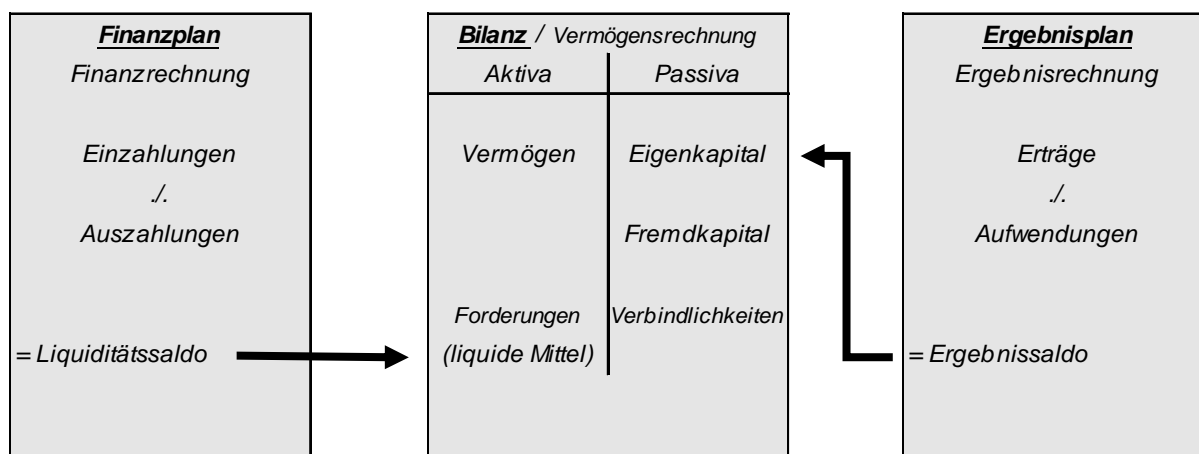 Finanzplan
Finanzrechnung
Einzahlungen
./.
Auszahlungen
= Liquiditätssaldo
Bilanz / Vermögensrechnung
Aktiva Passiva
Vermögen Eigenkapital
Fremdkapital
Forderungen Verbindlichkeiten
(liquide Mittel)
Ergebnisplan
Ergebnisrechnung
Erträge
./.
Aufwendungen
= Ergebnissaldo